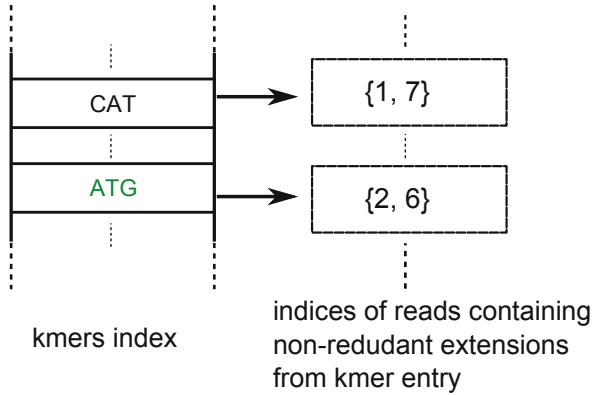 CAT
{1, 7}
ATG
{2, 6}
kmers index
indices of reads containing
non-redudant extensions
from kmer entry